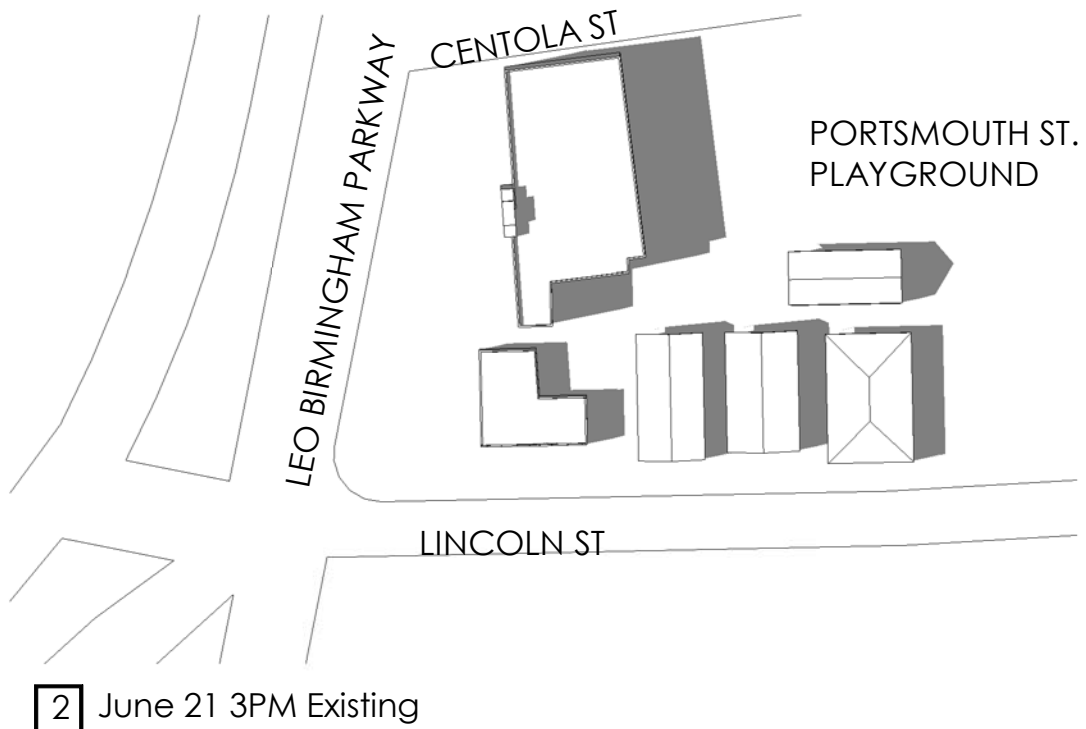 CENTOLA ST
LEO BIRMINGHAM PARKWAY
PORTSMOUTH ST.
PLAYGROUND
LINCOLN ST
2 June 21 3PM Existing